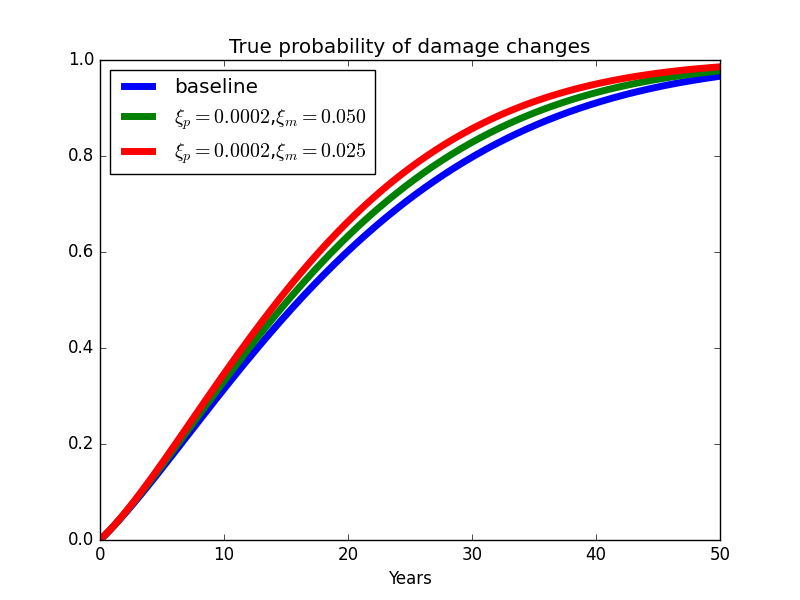 True probability of damage changes
baseline
ξₚ = 0.0002,ξₘ = 0.050
ξₚ = 0.0002,ξₘ = 0.025
1.0
0.8
0.6
0.4
0.2
0.0
0 10 20 30 40 50
Years